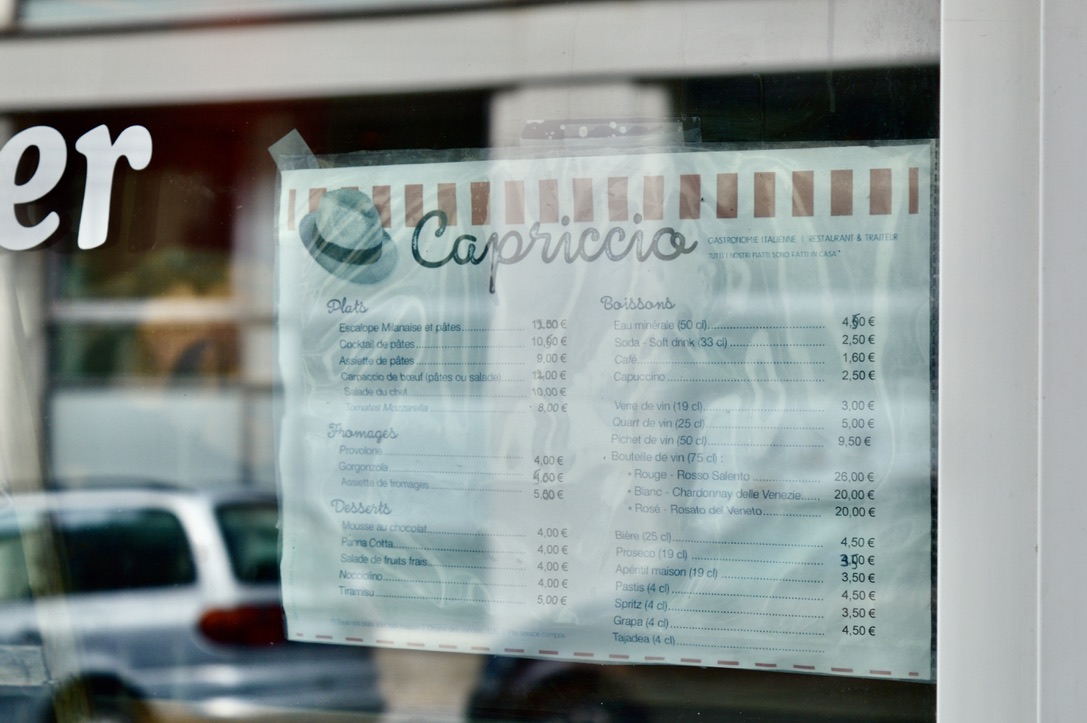 er
Capriccio
GASTRONOMIE ITALIENNE | RESTAURANT & TRAITEUR
TUTTI I NOSTRI PIATTI SONO FATTI IN CASA
Plats
Escalope Milanaise et pâtes
Cocktail de pâtes
Assiette de pâtes 9,00 €
Carpaccio de bœuf (pâtes ou salade)
Salade du chef 10,00 €
Tomates Mozzarella 8,00 €
Fromages
Provolone 4,00 €
Gorgonzola
Assiette de fromages
Desserts
Mousse au chocolat 4,00 €
Panna Cotta 4,00 €
Salade de fruits frais 4,00 €
Nocciolino 4,00 €
Tiramisu 5,00 €
Boissons
Eau minérale (50 cl)
Soda - Soft drink (33 cl) 2,50 €
Café 1,60 €
Capuccino 2,50 €
Verre de vin (19 cl) 3,00 €
Quart de vin (25 cl) 5,00 €
Pichet de vin (50 cl) 9,50 €
Bouteille de vin (75 cl) :
• Rouge - Rosso Salento 26,00 €
• Blanc - Chardonnay delle Venezie 20,00 €
• Rosé - Rosato del Veneto 20,00 €
Bière (25 cl) 4,50 €
Proseco (19 cl)
Apéritif maison (19 cl) 3,50 €
Pastis (4 cl) 4,50 €
Spritz (4 cl) 3,50 €
Grapa (4 cl) 4,50 €
Tajadea (4 cl)